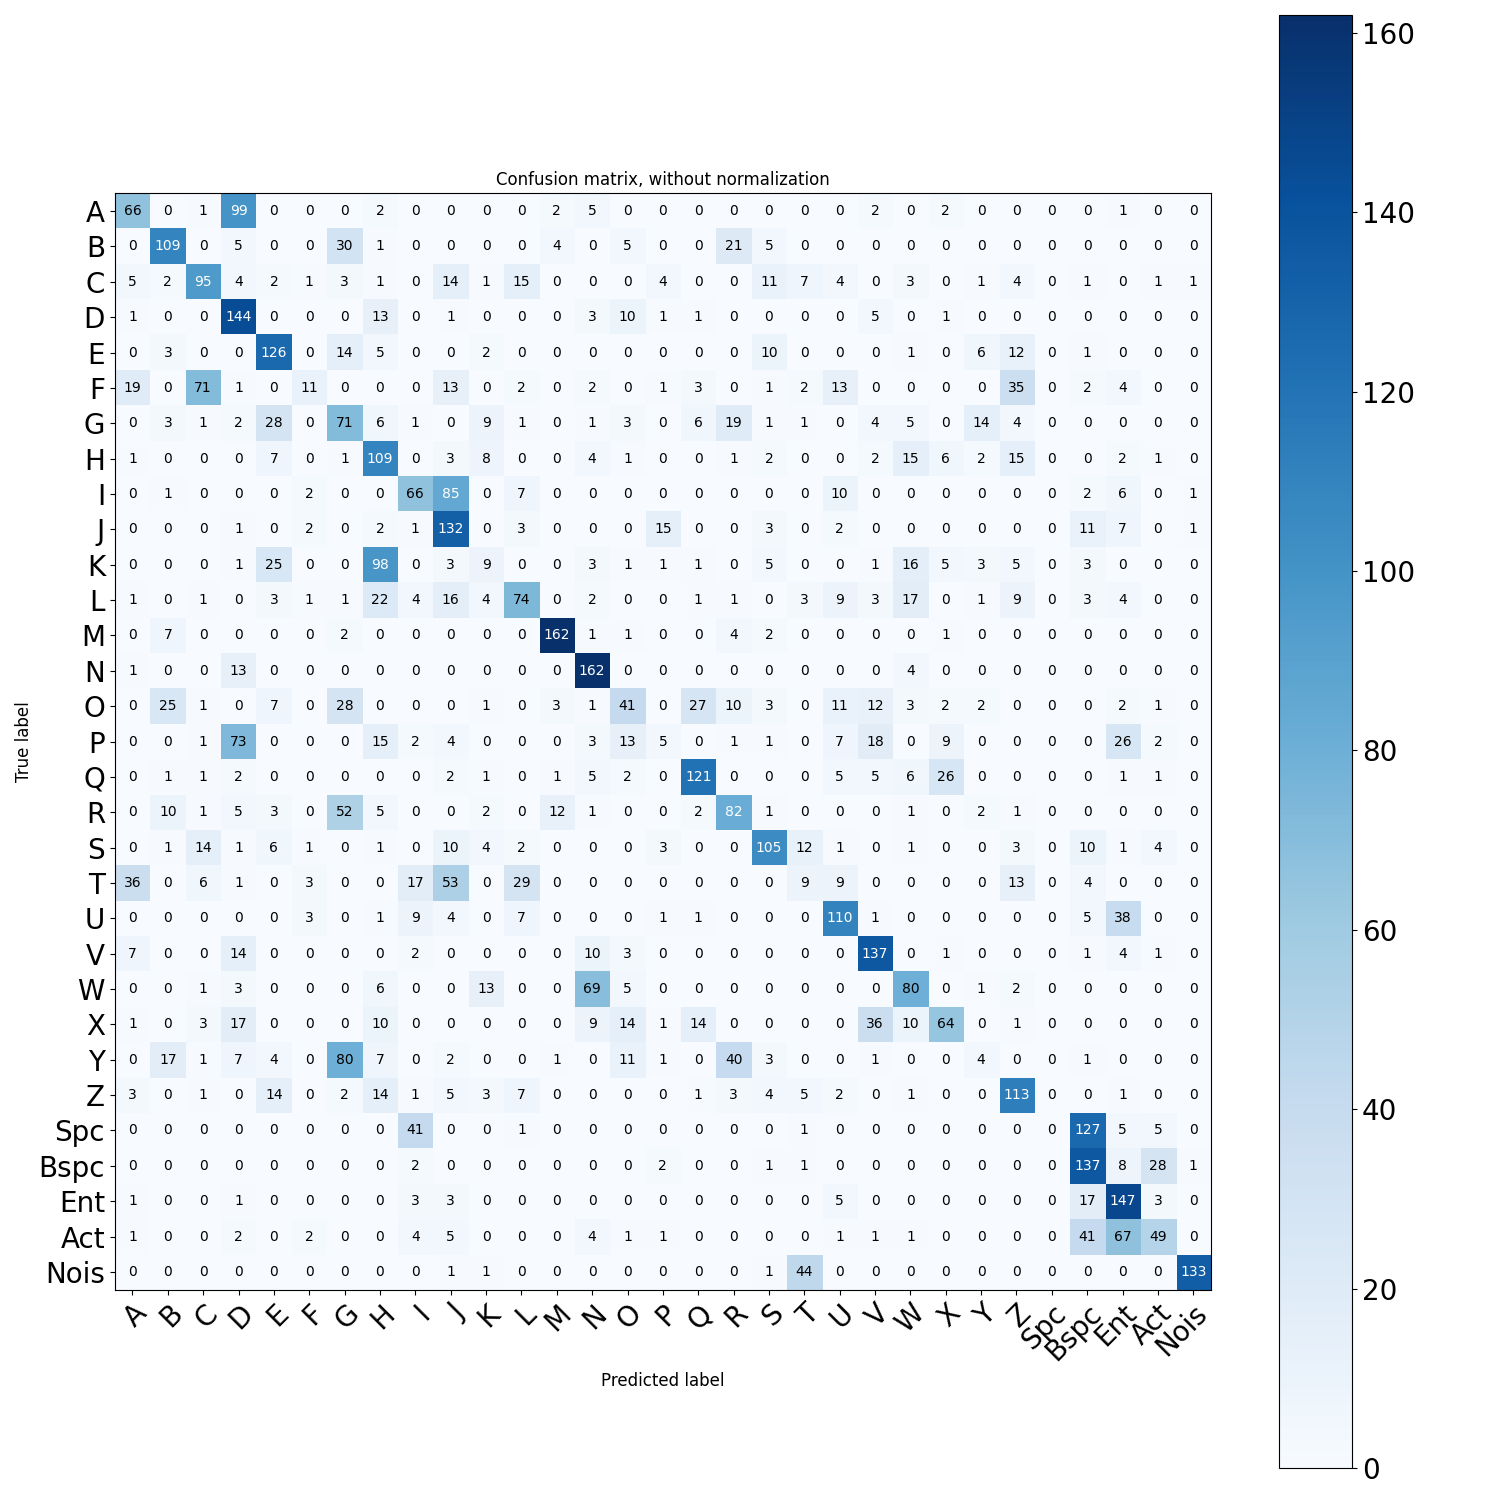 Confusion matrix, without normalization
A 66 0 1 99 0 0 0 2 0 0 0 0 2 5 0 0 0 0 0 0 0 2 0 2 0 0 0 0 1 0 0
B 0 109 0 5 0 0 30 1 0 0 0 0 4 0 5 0 0 21 5 0 0 0 0 0 0 0 0 0 0 0 0
C 5 2 95 4 2 1 3 1 0 14 1 15 0 0 0 4 0 0 11 7 4 0 3 0 1 4 0 1 0 1 1
D 1 0 0 144 0 0 0 13 0 1 0 0 0 3 10 1 1 0 0 0 0 5 0 1 0 0 0 0 0 0 0
E 0 3 0 0 126 0 14 5 0 0 2 0 0 0 0 0 0 0 10 0 0 0 1 0 6 12 0 1 0 0 0
F 19 0 71 1 0 11 0 0 0 13 0 2 0 2 0 1 3 0 1 2 13 0 0 0 0 35 0 2 4 0 0
G 0 3 1 2 28 0 71 6 1 0 9 1 0 1 3 0 6 19 1 1 0 4 5 0 14 4 0 0 0 0 0
H 1 0 0 0 7 0 1 109 0 3 8 0 0 4 1 0 0 1 2 0 0 2 15 6 2 15 0 0 2 1 0
I 0 1 0 0 0 2 0 0 66 85 0 7 0 0 0 0 0 0 0 0 10 0 0 0 0 0 0 2 6 0 1
J 0 0 0 1 0 2 0 2 1 132 0 3 0 0 0 15 0 0 3 0 2 0 0 0 0 0 0 11 7 0 1
K 0 0 0 1 25 0 0 98 0 3 9 0 0 3 1 1 1 0 5 0 0 1 16 5 3 5 0 3 0 0 0
L 1 0 1 0 3 1 1 22 4 16 4 74 0 2 0 0 1 1 0 3 9 3 17 0 1 9 0 3 4 0 0
M 0 7 0 0 0 0 2 0 0 0 0 0 162 1 1 0 0 4 2 0 0 0 0 1 0 0 0 0 0 0 0
N 1 0 0 13 0 0 0 0 0 0 0 0 0 162 0 0 0 0 0 0 0 0 4 0 0 0 0 0 0 0 0
O 0 25 1 0 7 0 28 0 0 0 1 0 3 1 41 0 27 10 3 0 11 12 3 2 2 0 0 0 2 1 0
P 0 0 1 73 0 0 0 15 2 4 0 0 0 3 13 5 0 1 1 0 7 18 0 9 0 0 0 0 26 2 0
Q 0 1 1 2 0 0 0 0 0 2 1 0 1 5 2 0 121 0 0 0 5 5 6 26 0 0 0 0 1 1 0
R 0 10 1 5 3 0 52 5 0 0 2 0 12 1 0 0 2 82 1 0 0 0 1 0 2 1 0 0 0 0 0
S 0 1 14 1 6 1 0 1 0 10 4 2 0 0 0 3 0 0 105 12 1 0 1 0 0 3 0 10 1 4 0
T 36 0 6 1 0 3 0 0 17 53 0 29 0 0 0 0 0 0 0 9 9 0 0 0 0 13 0 4 0 0 0
U 0 0 0 0 0 3 0 1 9 4 0 7 0 0 0 1 1 0 0 0 110 1 0 0 0 0 0 5 38 0 0
V 7 0 0 14 0 0 0 0 2 0 0 0 0 10 3 0 0 0 0 0 0 137 0 1 0 0 0 1 4 1 0
W 0 0 1 3 0 0 0 6 0 0 13 0 0 69 5 0 0 0 0 0 0 0 80 0 1 2 0 0 0 0 0
X 1 0 3 17 0 0 0 10 0 0 0 0 0 9 14 1 14 0 0 0 0 36 10 64 0 1 0 0 0 0 0
Y 0 17 1 7 4 0 80 7 0 2 0 0 1 0 11 1 0 40 3 0 0 1 0 0 4 0 0 1 0 0 0
Z 3 0 1 0 14 0 2 14 1 5 3 7 0 0 0 0 1 3 4 5 2 0 1 0 0 113 0 0 1 0 0
Spc 0 0 0 0 0 0 0 0 41 0 0 1 0 0 0 0 0 0 0 1 0 0 0 0 0 0 0 127 5 5 0
Bspc 0 0 0 0 0 0 0 0 2 0 0 0 0 0 0 2 0 0 1 1 0 0 0 0 0 0 0 137 8 28 1
Ent 1 0 0 1 0 0 0 0 3 3 0 0 0 0 0 0 0 0 0 0 5 0 0 0 0 0 0 17 147 3 0
Act 1 0 0 2 0 2 0 0 4 5 0 0 0 4 1 1 0 0 0 0 1 1 1 0 0 0 0 41 67 49 0
Nois 0 0 0 0 0 0 0 0 0 1 1 0 0 0 0 0 0 0 1 44 0 0 0 0 0 0 0 0 0 0 133
A B C D E F G H I J K L M N O P Q R S T U V W X Y Z Spc Bspc Ent Act Nois
Predicted label
True label
160
140
120
100
80
60
40
20
0